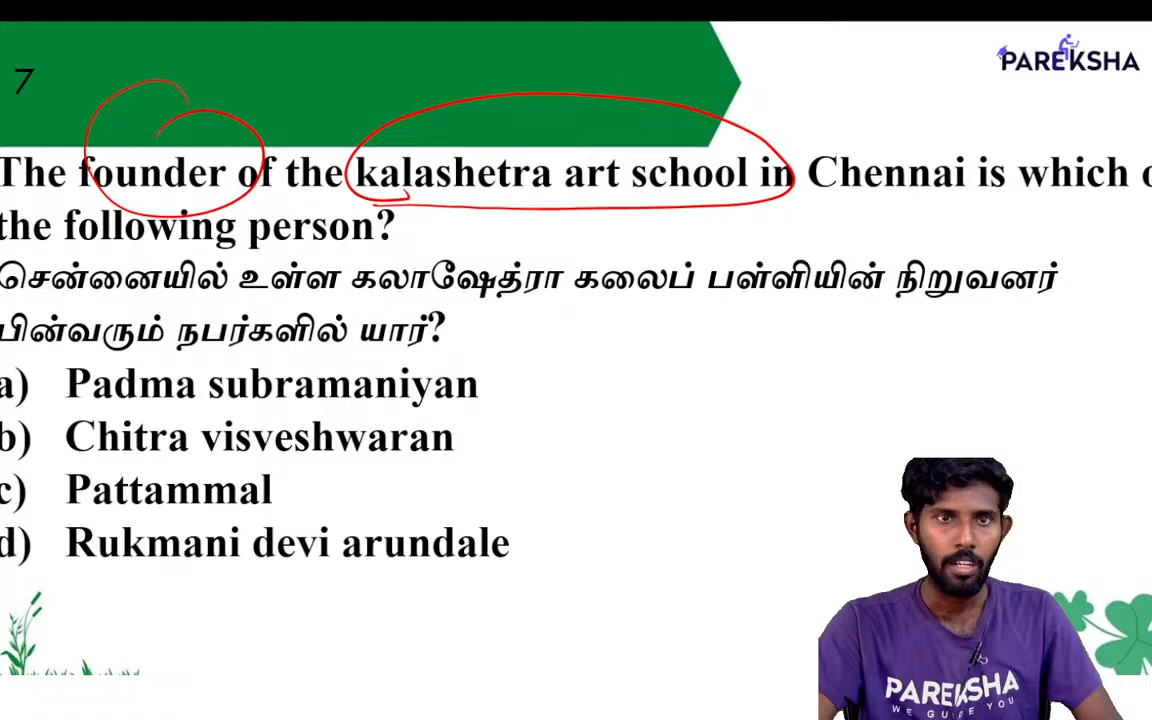 PAREKSHA
7
The founder of the kalashetra art school in Chennai is which
the following person?
சென்னையில் உள்ள கலாஷேத்ரா கலைப் பள்ளியின் நிறுவனர்
பின்வரும் நபர்களில் யார்?
a) Padma subramaniyan
b) Chitra visveshwaran
c) Pattammal
d) Rukmani devi arundale
PAREKSHA
WE GUIDE YOU